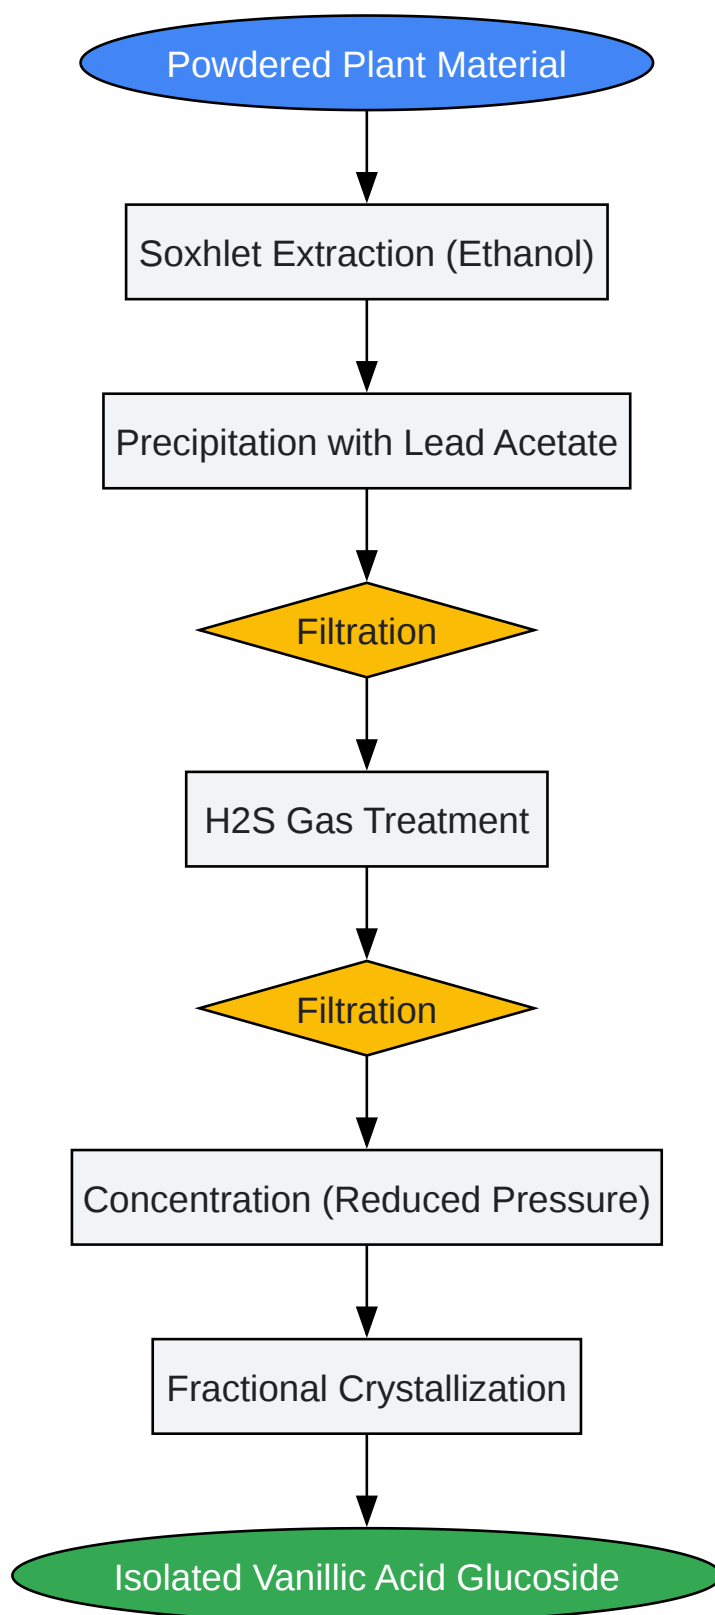 Powdered Plant Material
Soxhlet Extraction (Ethanol)
Precipitation with Lead Acetate
Filtration
H2S Gas Treatment
Filtration
Concentration (Reduced Pressure)
Fractional Crystallization
Isolated Vanillic Acid Glucoside